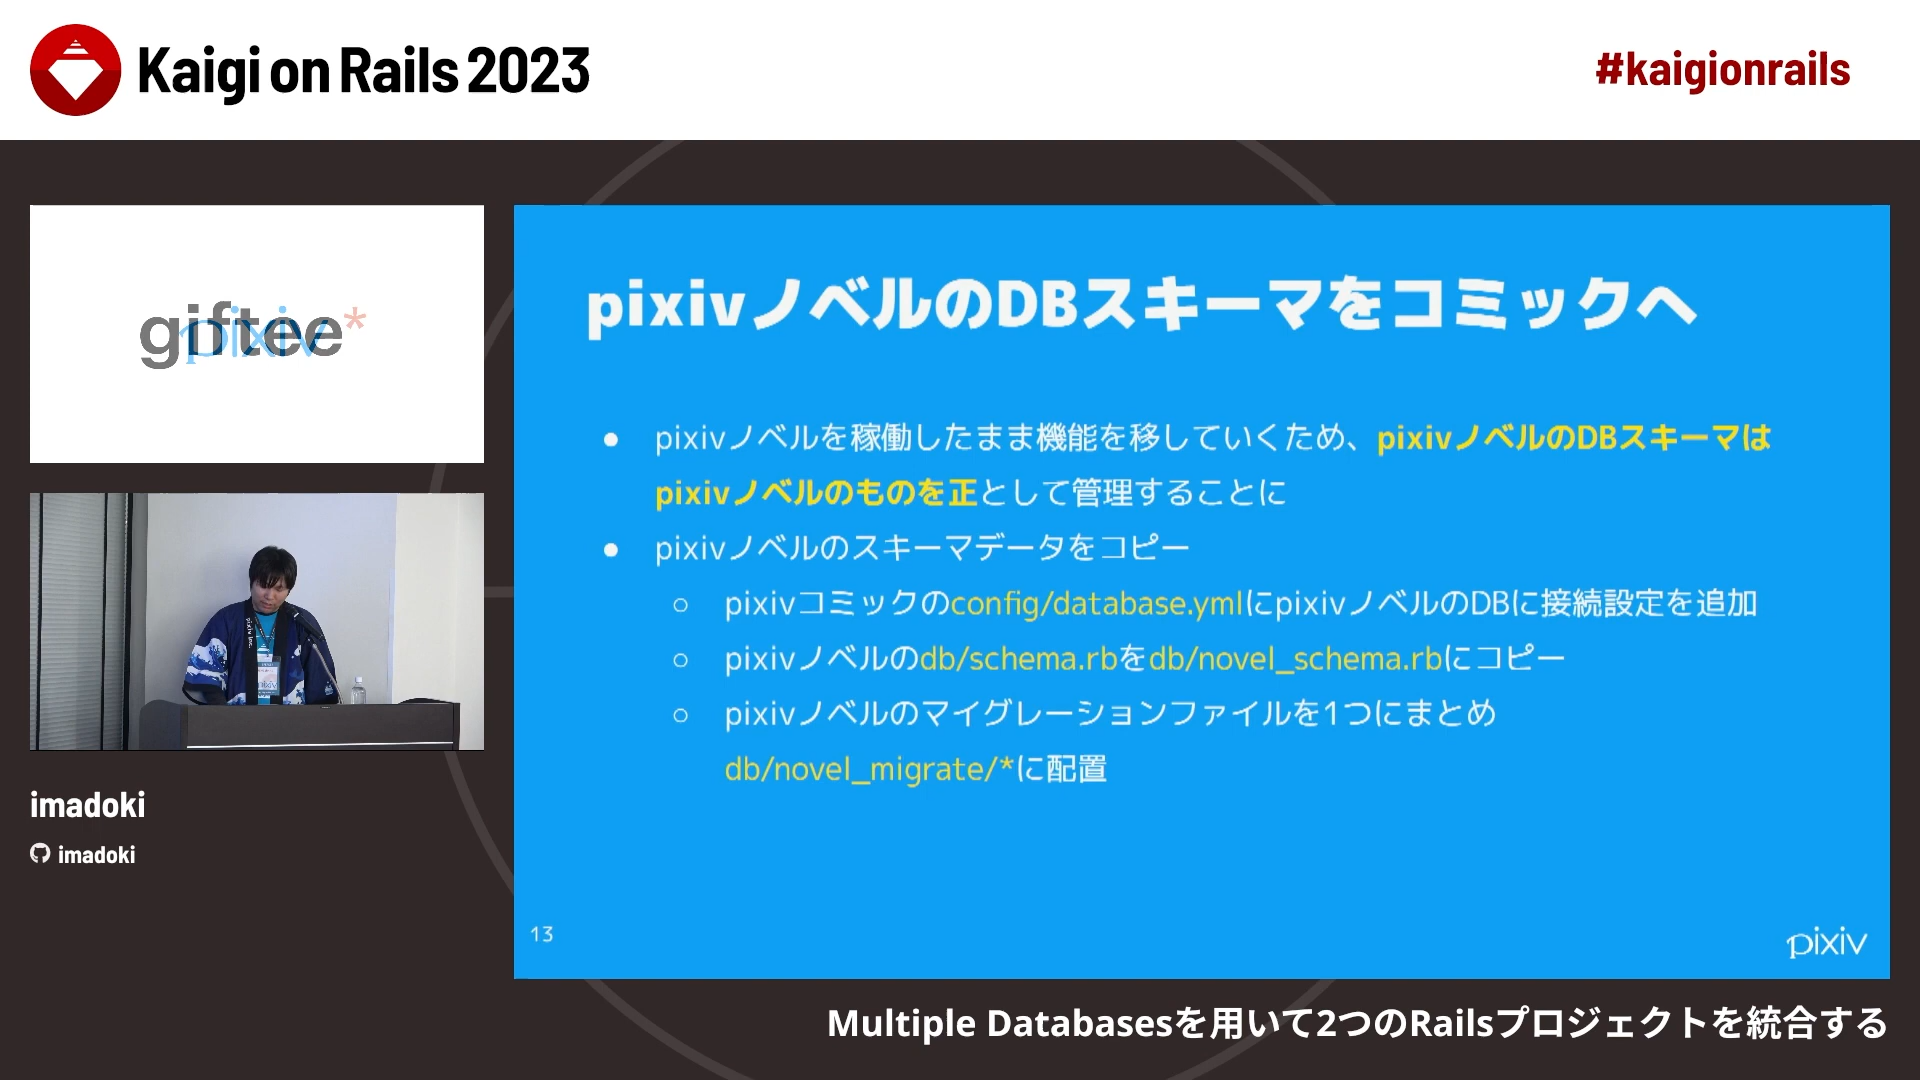 Kaigi on Rails 2023
#kaigionrails
giftee*
pixiv
pixivノベルのDBスキーマをコミックへ
pixivノベルを稼働したまま機能を移していくため、pixivノベルのDBスキーマは
pixivノベルのものを正として管理することに
pixivノベルのスキーマデータをコピー
pixivコミックのconfig/database.ymlにpixivノベルのDBに接続設定を追加
pixivノベルのdb/schema.rbをdb/novel_schema.rbにコピー
pixivノベルのマイグレーションファイルを1つにまとめ
db/novel_migrate/*に配置
13
pixiv
imadoki
imadoki
Multiple Databasesを用いて2つのRailsプロジェクトを統合する